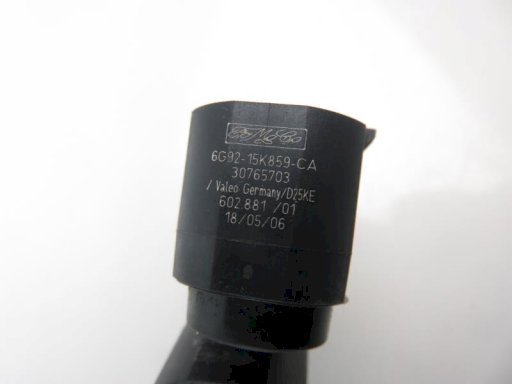 6G92-15K859-CA
30765703
/ Valeo Germany/D25KE
602.881 /01
18/05/06